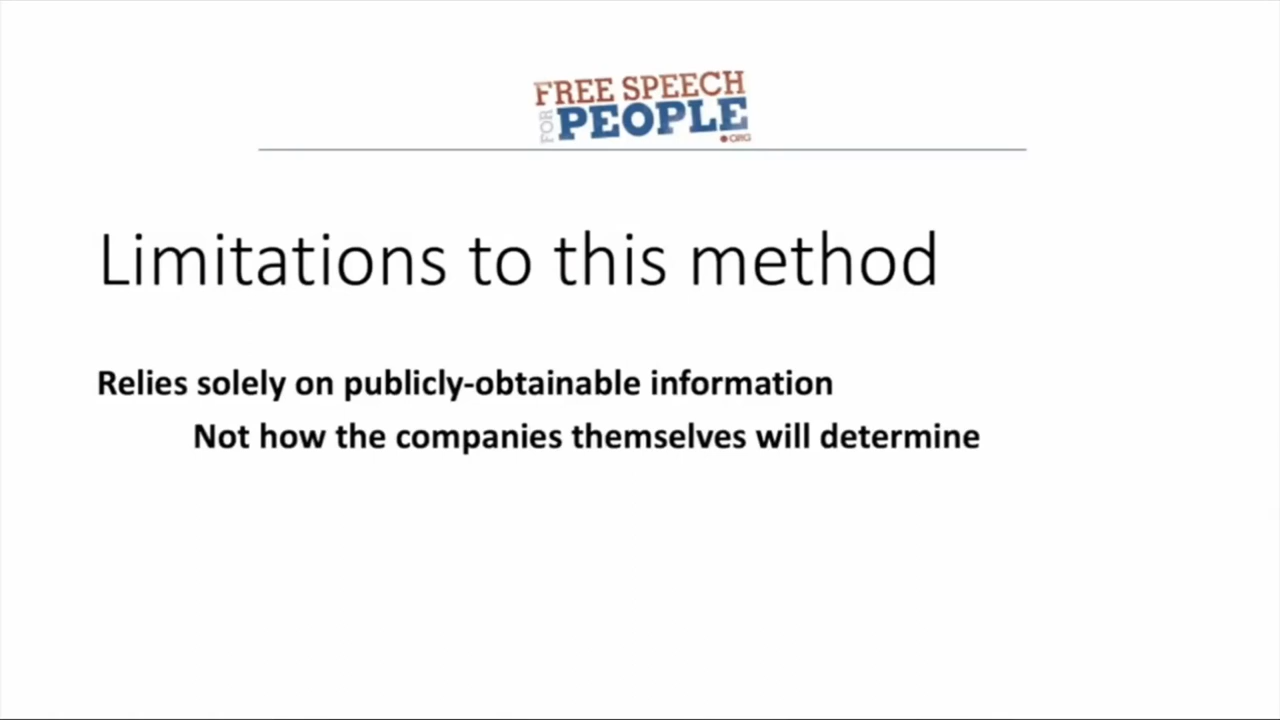 FREE SPEECH
FOR PEOPLE
.ORG
Limitations to this method
Relies solely on publicly-obtainable information
Not how the companies themselves will determine